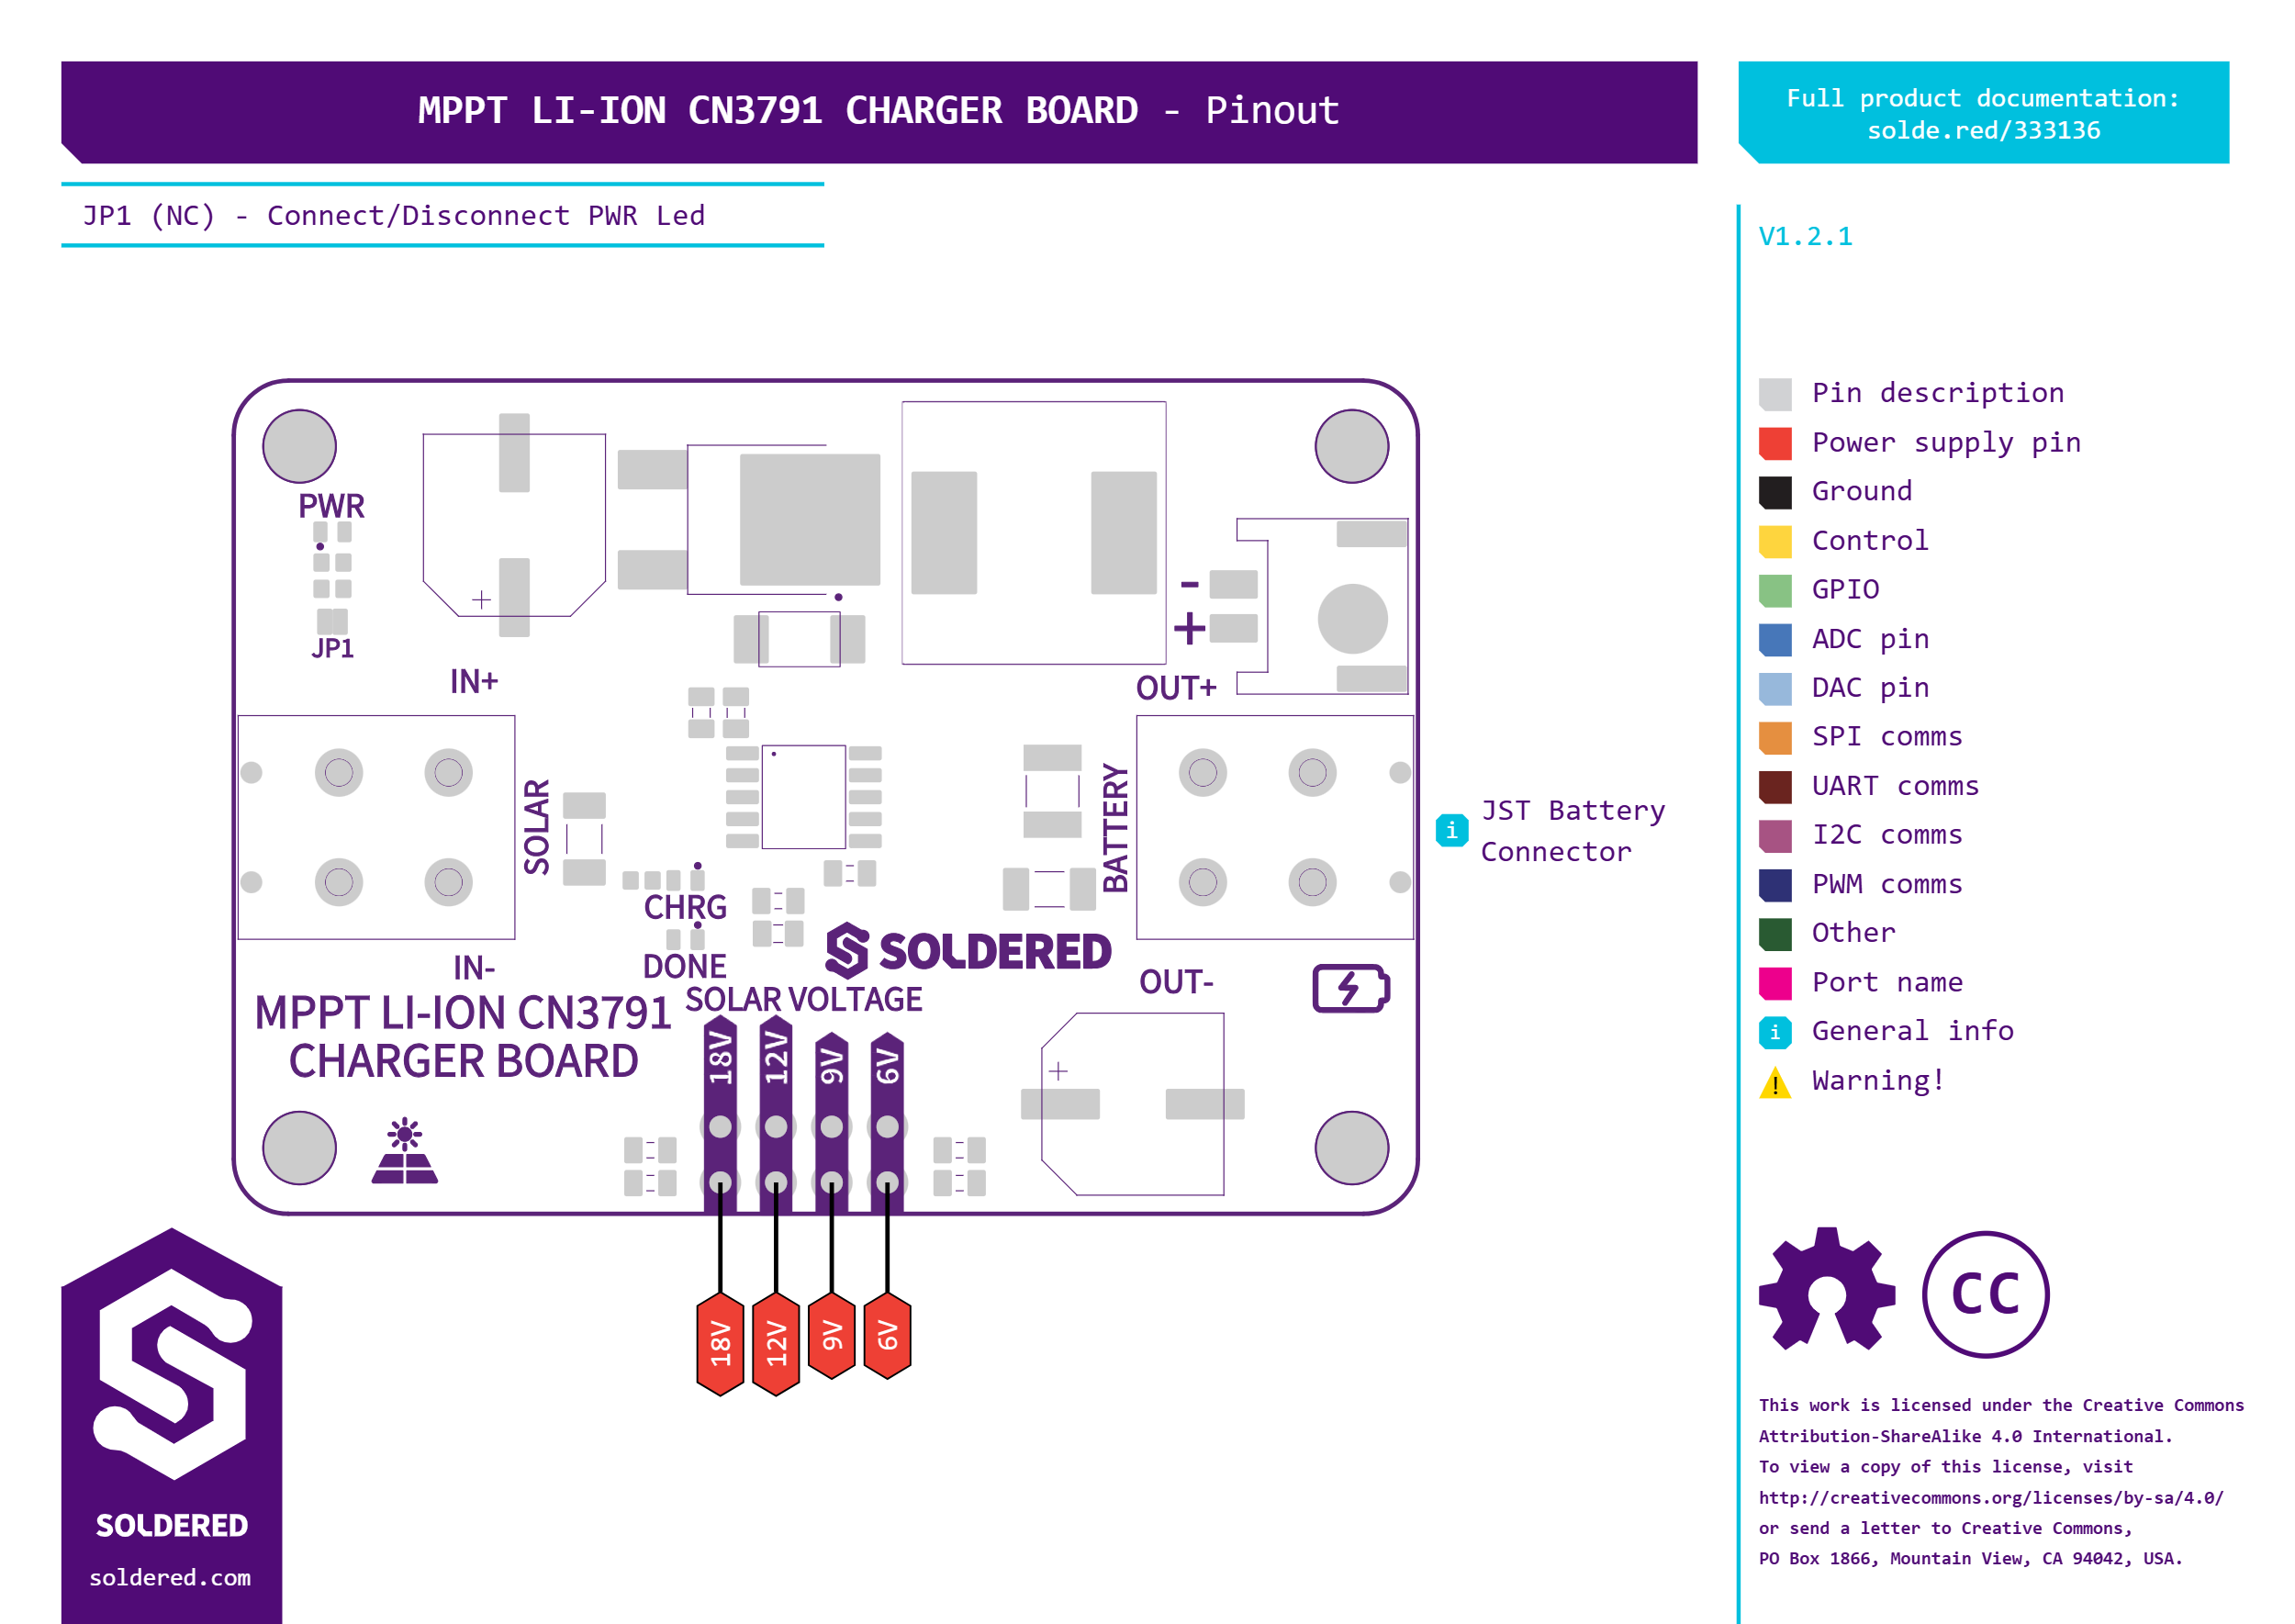 MPPT LI-ION CN3791 CHARGER BOARD - Pinout
Full product documentation:
solde.red/333136
JP1 (NC) - Connect/Disconnect PWR Led
V1.2.1
PWR
JP1
IN+
SOLAR
IN-
CHRG
DONE
- 
+
OUT+
BATTERY
OUT-
SOLDERED
MPPT LI-ION CN3791
CHARGER BOARD
SOLAR VOLTAGE
18V
12V
9V
6V
18V
12V
9V
6V
i
JST Battery
Connector
Pin description
Power supply pin
Ground
Control
GPIO
ADC pin
DAC pin
SPI comms
UART comms
I2C comms
PWM comms
Other
Port name
i General info
! Warning!
CC
This work is licensed under the Creative Commons
Attribution-ShareAlike 4.0 International.
To view a copy of this license, visit
http://creativecommons.org/licenses/by-sa/4.0/
or send a letter to Creative Commons,
PO Box 1866, Mountain View, CA 94042, USA.
SOLDERED
soldered.com